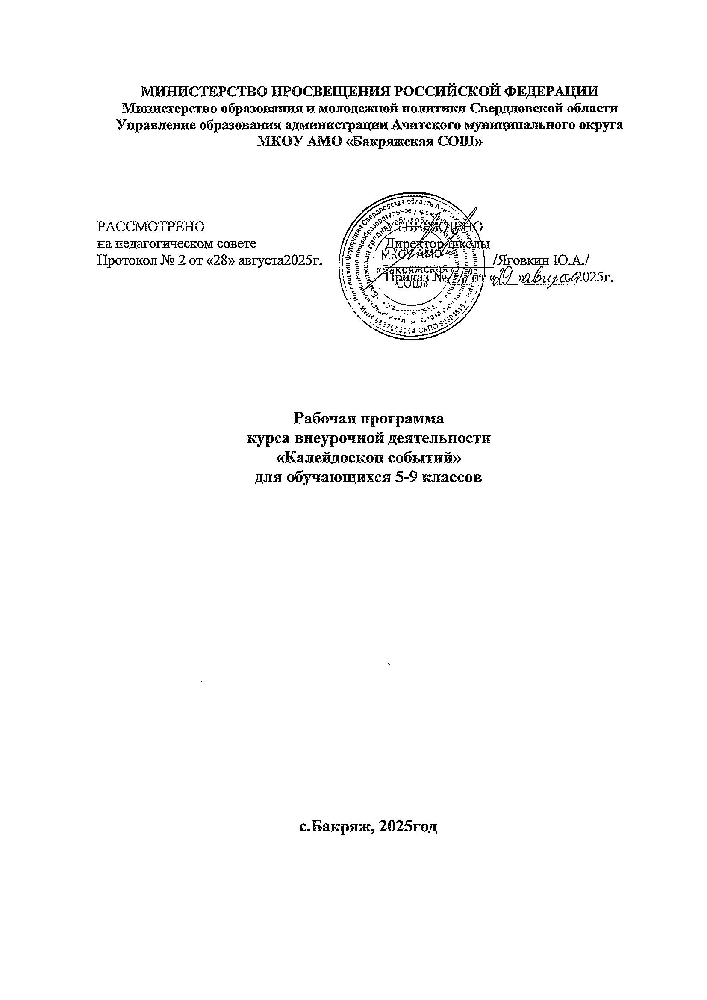 МИНИСТЕРСТВО ПРОСВЕЩЕНИЯ РОССИЙСКОЙ ФЕДЕРАЦИИ
Министерство образования и молодежной политики Свердловской области
Управление образования администрации Ачитского муниципального округа
МКОУ АМО «Бакряжская СОШ»
РАССМОТРЕНО
на педагогическом совете
Протокол № 2 от «28» августа2025г.
УТВЕРЖДЕНО
Директор школы
/Яговкин Ю.А./
Приказ № от «29» августа 2025г.
МКОУ АМО
«Бакряжская
СОШ»
Рабочая программа
курса внеурочной деятельности
«Калейдоскоп событий»
для обучающихся 5-9 классов
с.Бакряж, 2025год